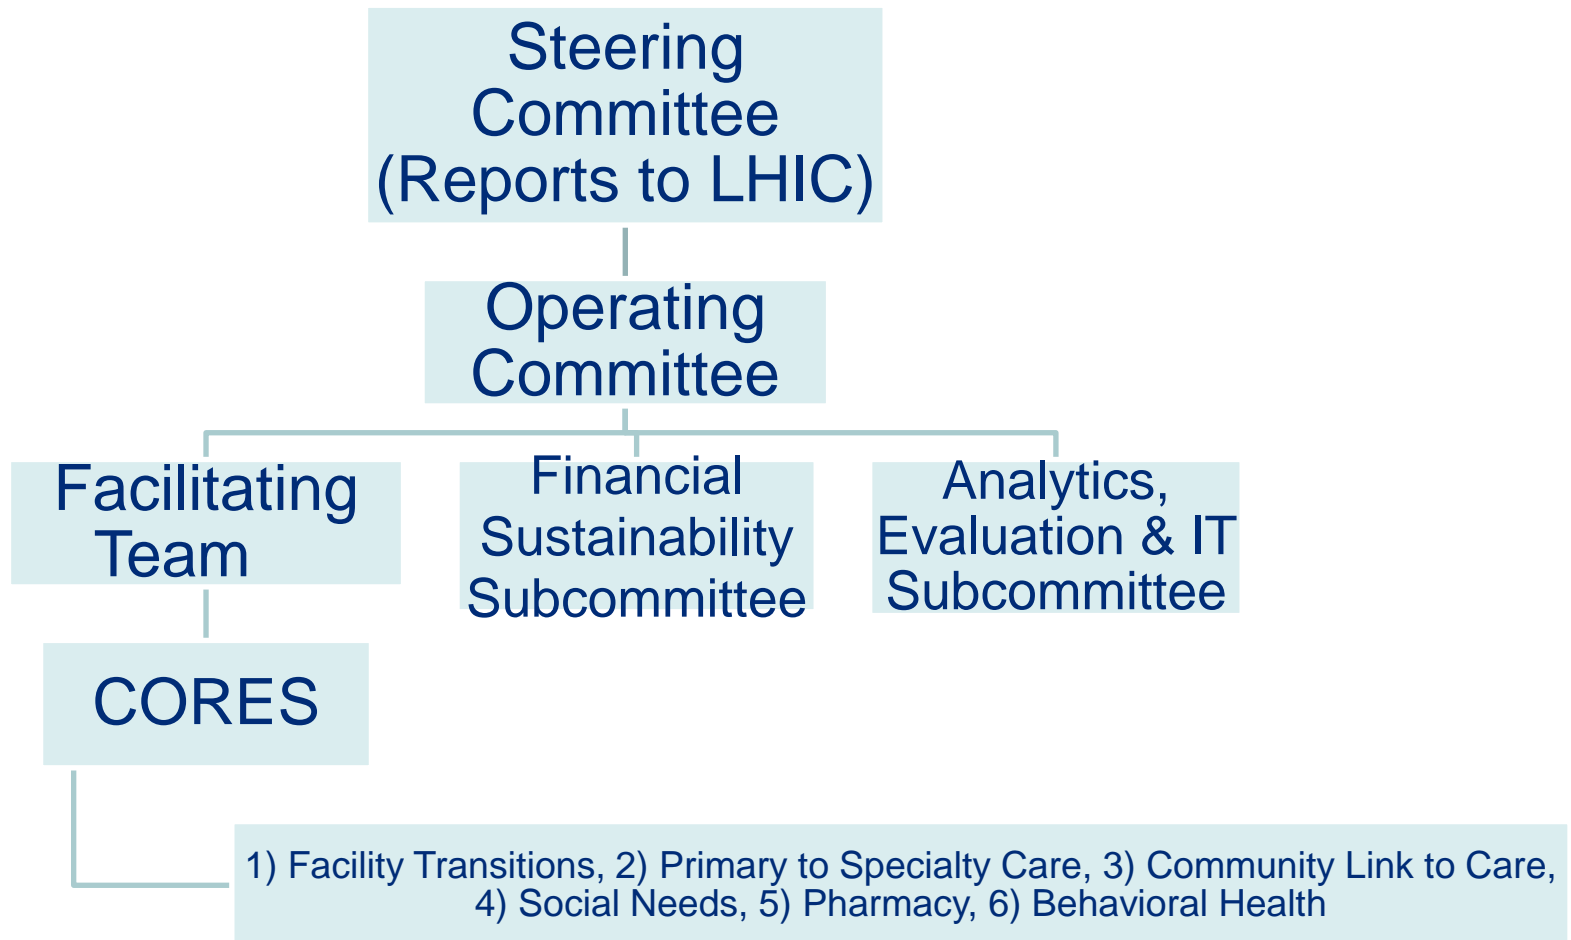 Steering
Committee
(Reports to LHIC)
Operating
Committee
Facilitating
Team
Financial
Sustainability
Subcommittee
Analytics,
Evaluation & IT
Subcommittee
CORES
1) Facility Transitions, 2) Primary to Specialty Care, 3) Community Link to Care,
4) Social Needs, 5) Pharmacy, 6) Behavioral Health